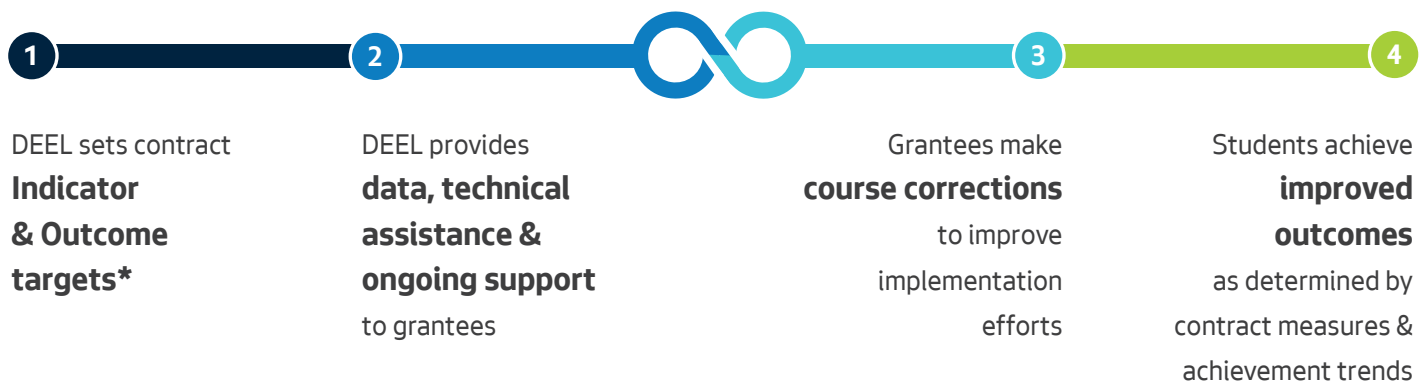 1
2
3
4
DEEL sets contract
Indicator
& Outcome
targets*
DEEL provides
data, technical
assistance &
ongoing support
to grantees
Grantees make
course corrections
to improve
implementation
efforts
Students achieve
improved
outcomes
as determined by
contract measures &
achievement trends